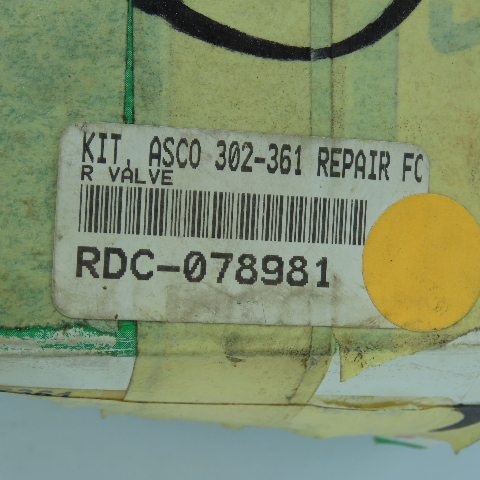 KIT, ASCO 302-361 REPAIR FO
R VALVE
RDC-078981